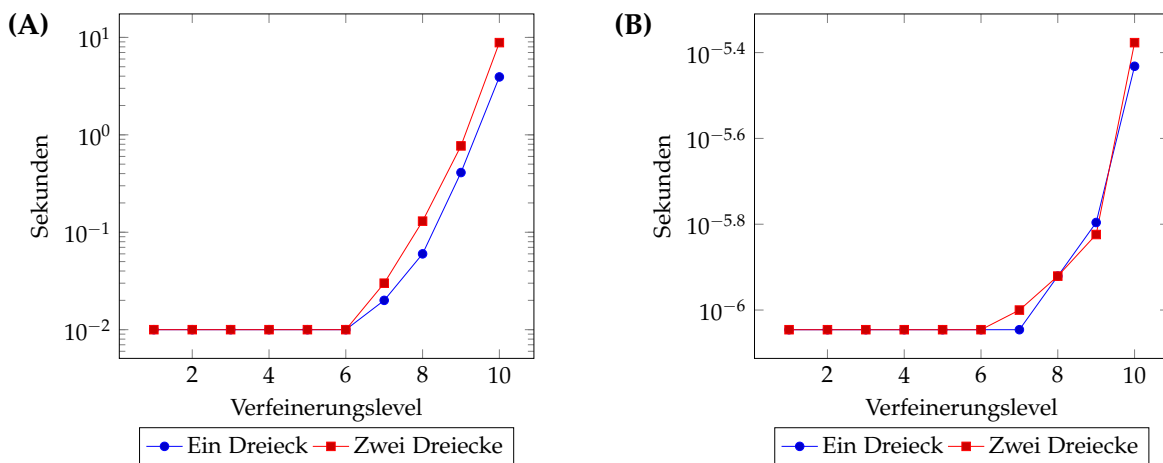 (A)
10^1
10^0
10^−1
10^−2
Sekunden
2 4 6 8 10
Verfeinerungslevel
Ein Dreieck Zwei Dreiecke
(B)
10^−5.4
10^−5.6
10^−5.8
10^−6
Sekunden
2 4 6 8 10
Verfeinerungslevel
Ein Dreieck Zwei Dreiecke